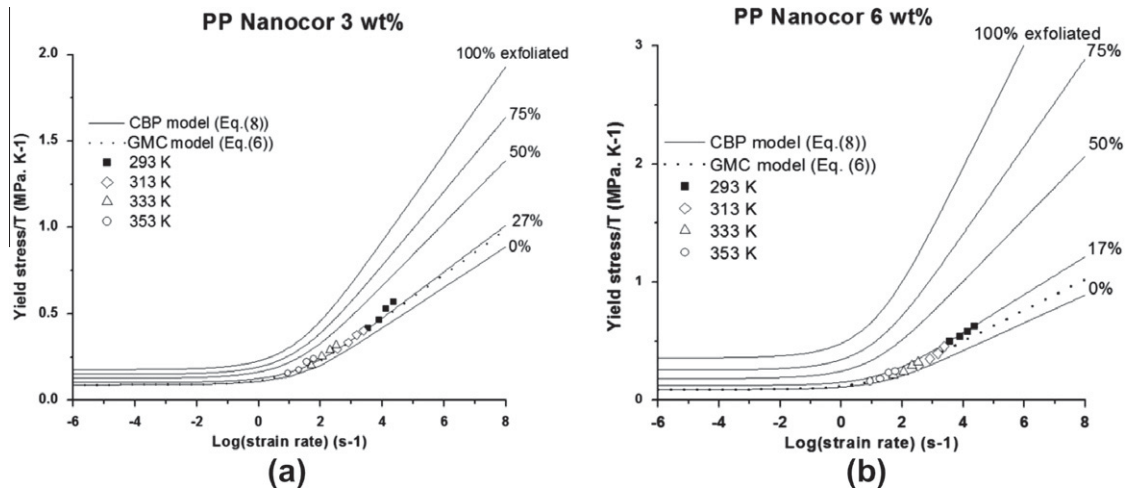 PP Nanocor 3 wt%
2.0
1.5
1.0
0.5
0.0
Yield stress/T (MPa. K-1)
CBP model (Eq.(8))
GMC model (Eq.(6))
293 K
313 K
333 K
353 K
100% exfoliated
75%
50%
27%
0%
-6
-4
-2
0
2
4
6
8
Log(strain rate) (s-1)
(a)
PP Nanocor 6 wt%
3
2
1
0
Yield stress/T (MPa. K-1)
CBP model (Eq.(8))
GMC model (Eq. (6))
293 K
313 K
333 K
353 K
100% exfoliated
75%
50%
17%
0%
-6
-4
-2
0
2
4
6
8
Log(strain rate) (s-1)
(b)